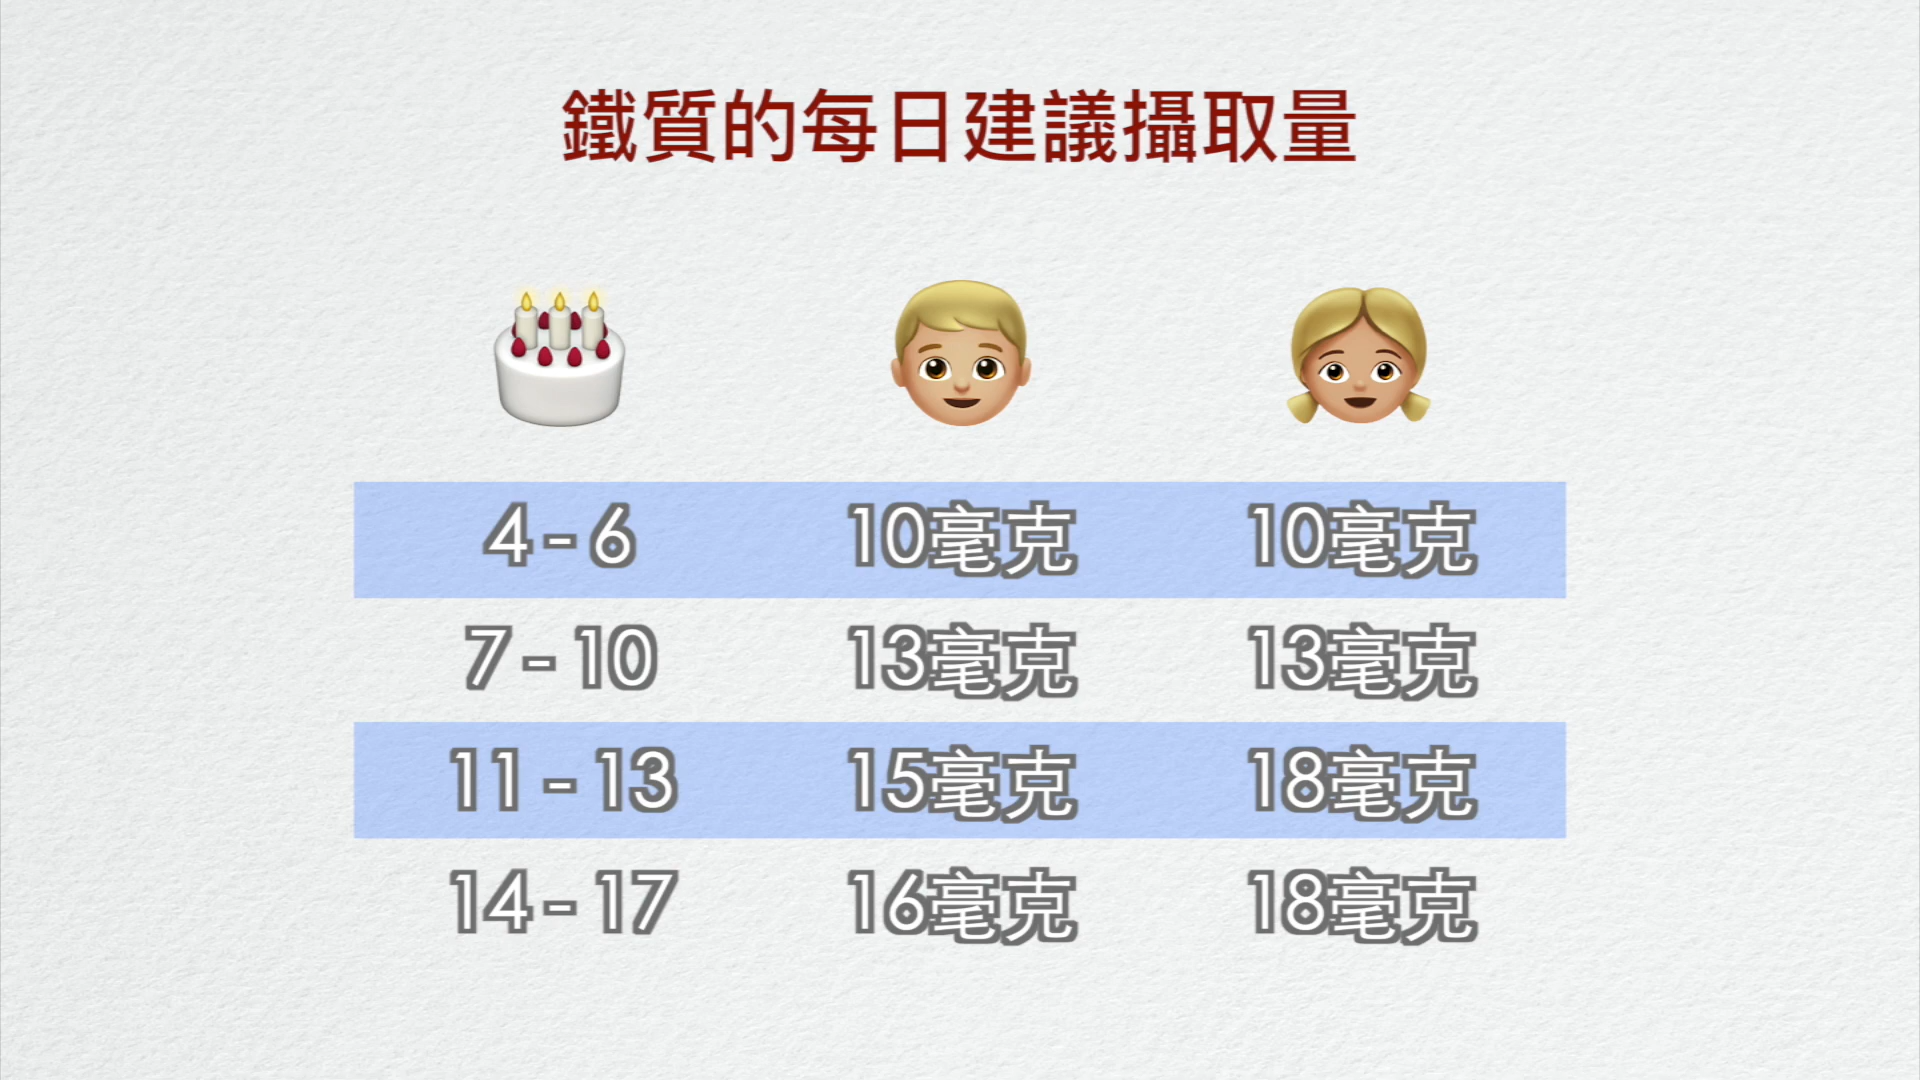 鐵質的每日建議攝取量
4 - 6 10毫克 10毫克
7 - 10 13毫克 13毫克
11 - 13 15毫克 18毫克
14 - 17 16毫克 18毫克